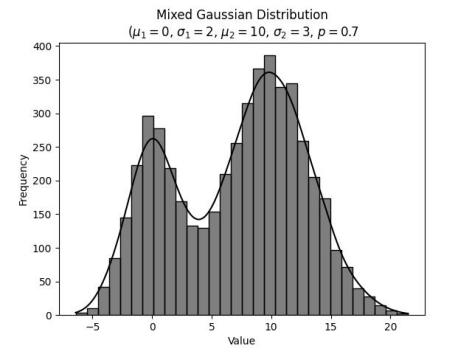 Mixed Gaussian Distribution
(μ₁ = 0, σ₁ = 2, μ₂ = 10, σ₂ = 3, p = 0.7
400
350
300
250
200
150
100
50
0
Frequency
−5 0 5 10 15 20
Value